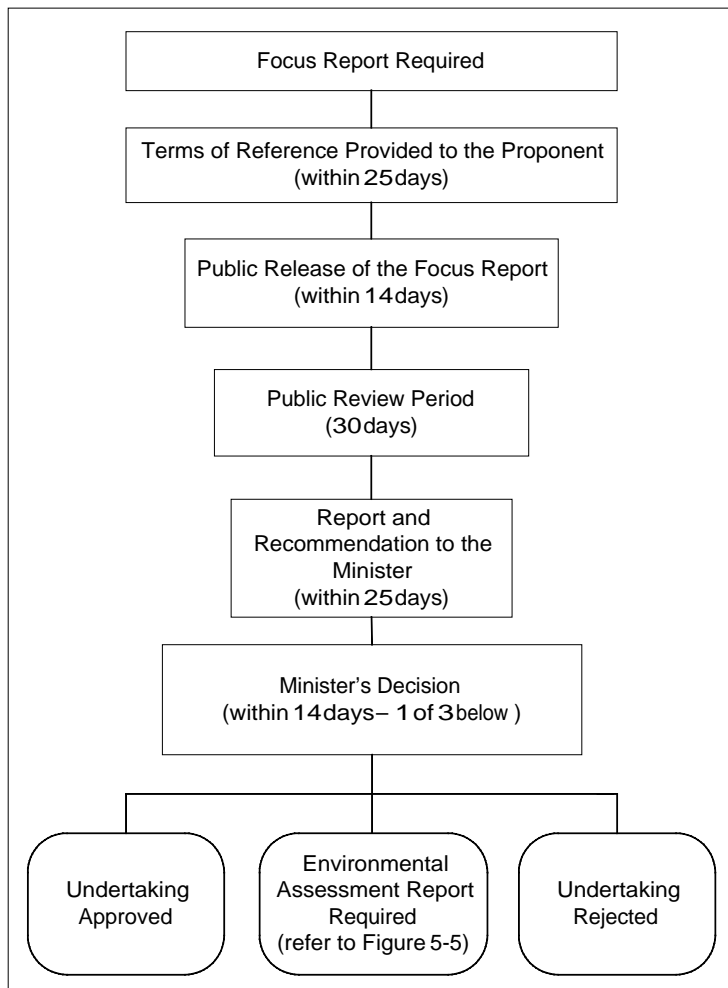 Focus Report Required
Terms of Reference Provided to the Proponent
(within 25 days)
Public Release of the Focus Report
(within 14 days)
Public Review Period
(30 days)
Report and
Recommendation to the
Minister
(within 25 days)
Minister’s Decision
(within 14 days – 1 of 3 below )
Undertaking
Approved
Environmental
Assessment Report
Required
(refer to Figure 5-5)
Undertaking
Rejected